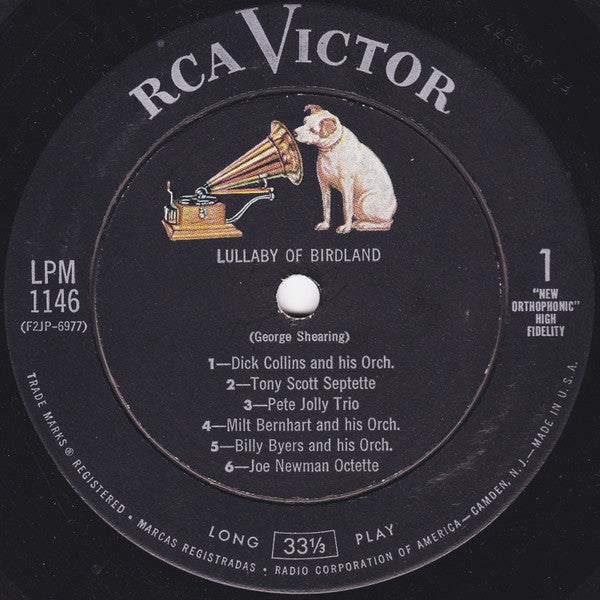 RCA VICTOR
LULLABY OF BIRDLAND
LPM
1146
(F2JP-6977)
1
"NEW
ORTHOPHONIC"
HIGH
FIDELITY
(George Shearing)
1—Dick Collins and his Orch.
2—Tony Scott Septette
3—Pete Jolly Trio
4—Milt Bernhart and his Orch.
5—Billy Byers and his Orch.
6—Joe Newman Octette
LONG 33⅓ PLAY
TRADE MARKS ® REGISTERED • MARCAS REGISTRADAS • RADIO CORPORATION OF AMERICA—CAMDEN, N. J.—MADE IN U.S.A.